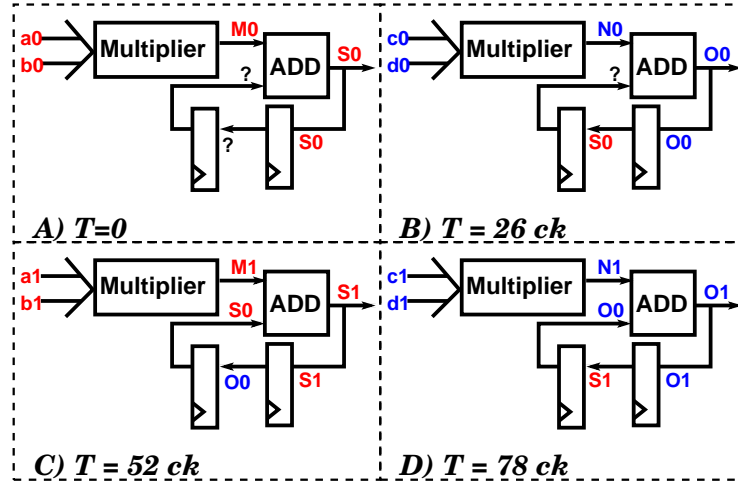 a0
b0
Multiplier
M0
?
ADD
S0
?
S0
A) T=0
c0
d0
Multiplier
N0
?
ADD
O0
S0
O0
B) T = 26 ck
a1
b1
Multiplier
M1
S0
ADD
S1
O0
S1
C) T = 52 ck
c1
d1
Multiplier
N1
O0
ADD
O1
S1
O1
D) T = 78 ck